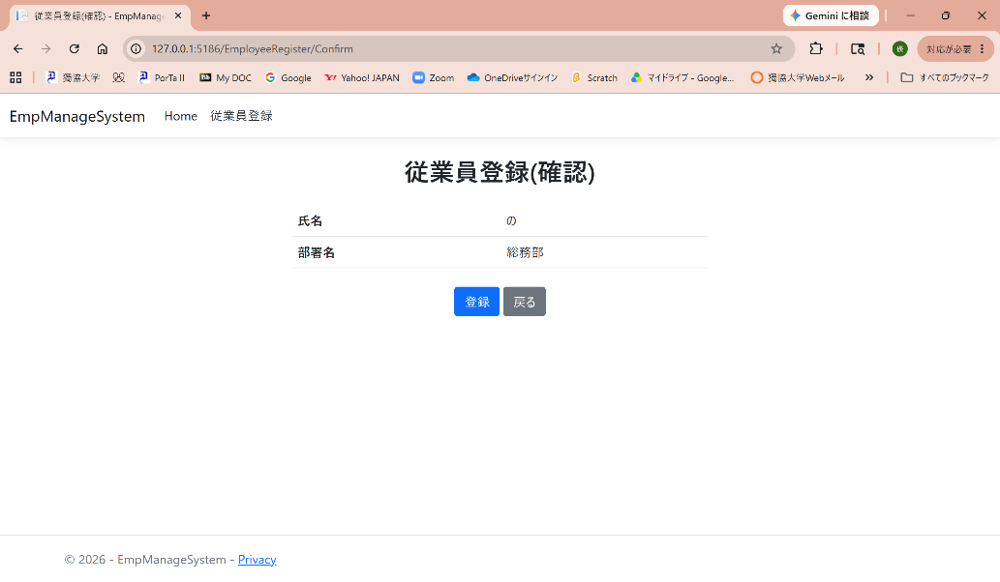 従業員登録(確認) - EmpManage
Gemini に相談
127.0.0.1:5186/EmployeeRegister/Confirm
優
対応が必要
獨協大学
PorTa II
My DOC
Google
Yahoo! JAPAN
Zoom
OneDriveサインイン
Scratch
マイドライブ - Google...
獨協大学Webメール
すべてのブックマーク
EmpManageSystem Home 従業員登録
従業員登録(確認)
氏名 の
部署名 総務部
登録 戻る
© 2026 - EmpManageSystem - Privacy